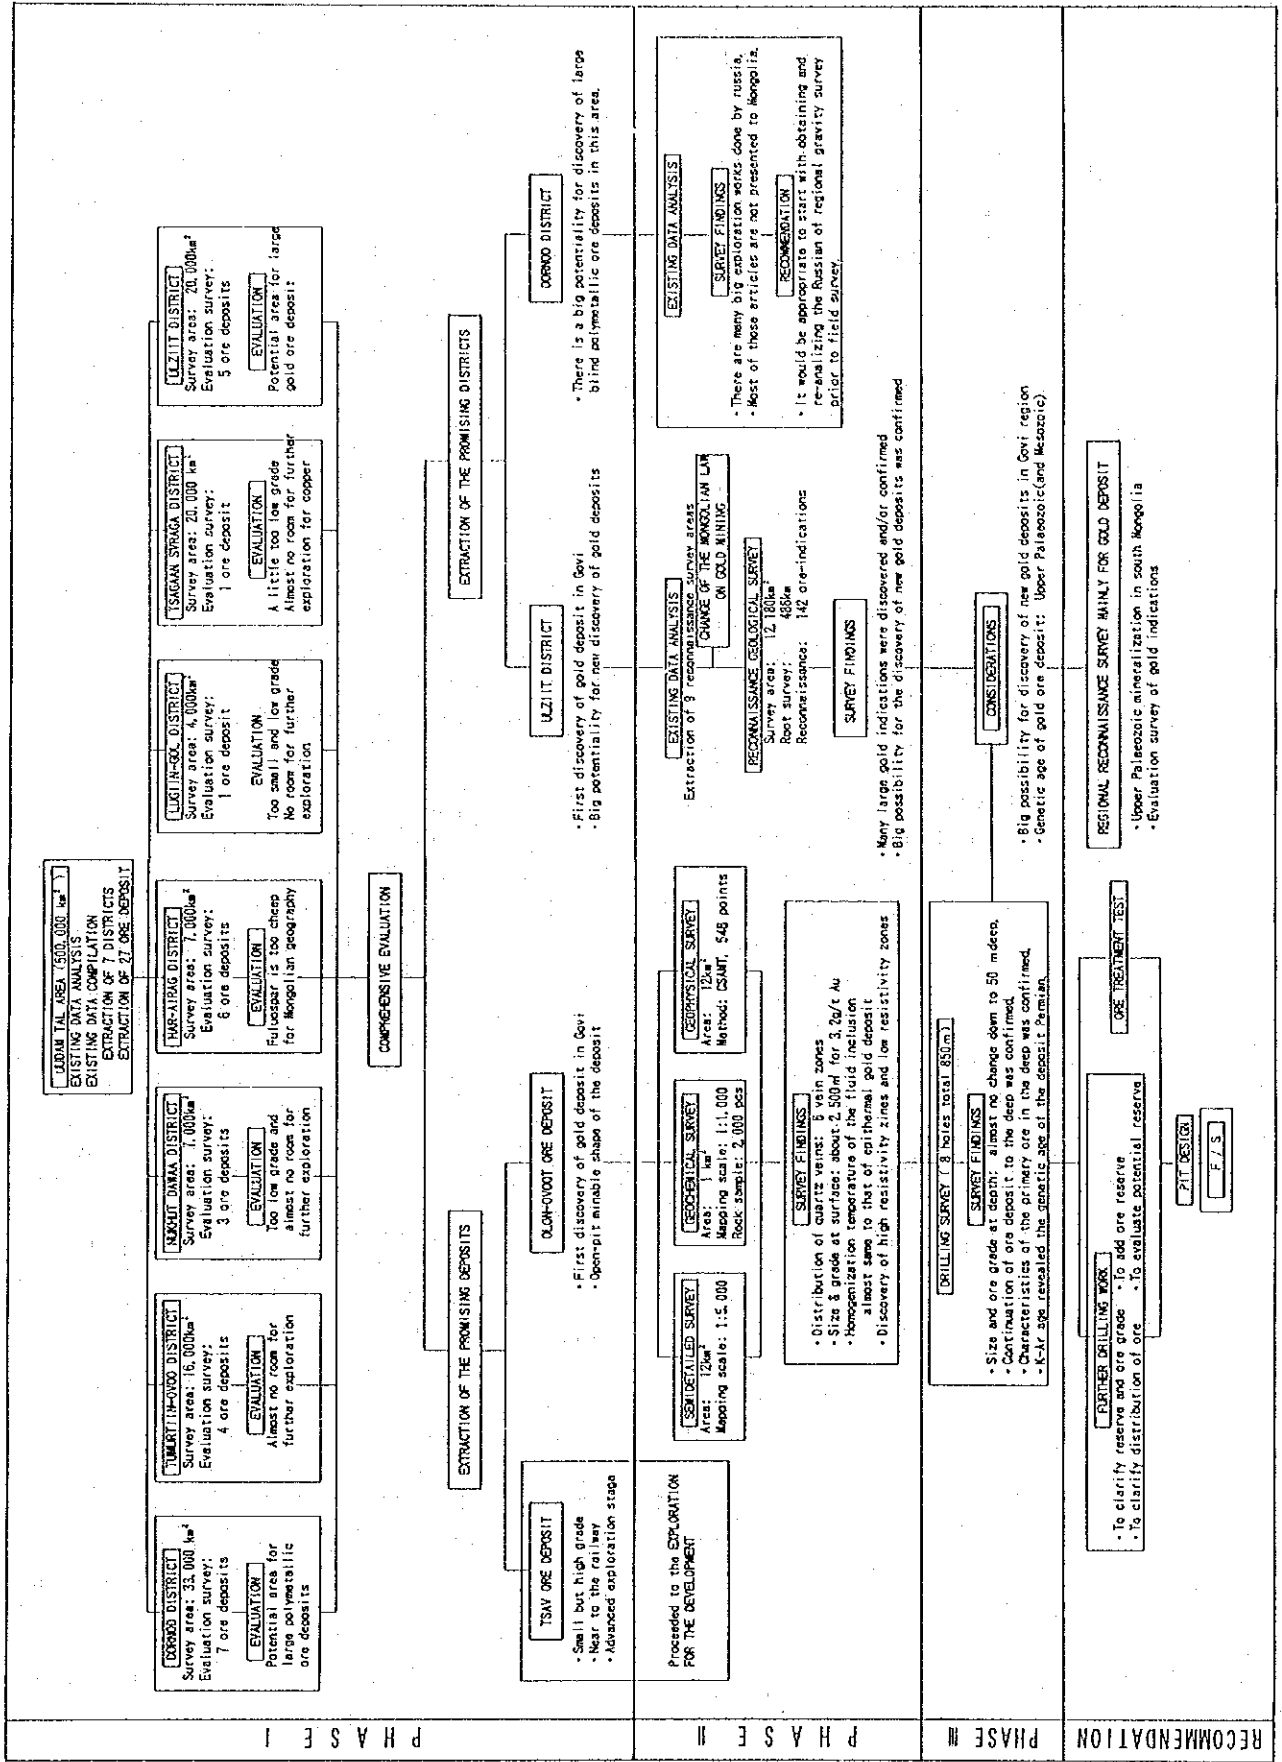 PHASE I
UUDAM TAL AREA (500,000 km²)
EXISTING DATA ANALYSIS
EXISTING DATA COMPILATION
EXTRACTION OF 7 DISTRICTS
EXTRACTION OF 27 ORE DEPOSIT
DORNOD DISTRICT
Survey area: 33,000 km²
Evaluation survey:
7 ore deposits
EVALUATION
Potential area for
large polymetallic
ore deposits
TUMURTIIN-OVOO DISTRICT
Survey area: 16,000km²
Evaluation survey:
4 ore deposits
EVALUATION
Almost no room for
further exploration
NUKHUT DAWAA DISTRICT
Survey area: 7,000km²
Evaluation survey:
3 ore deposits
EVALUATION
Too low grade and
almost no room for
further exploration
HAR-AIRAG DISTRICT
Survey area: 7,000km²
Evaluation survey:
6 ore deposits
EVALUATION
Fuluospar is too cheep
for Mongolian geography
LUGIIN-GOL DISTRICT
Survey area: 4,000km²
Evaluation survey:
1 ore deposit
EVALUATION
Too small and low grade
No room for further
exploration
TSAGAAN SVRAGA DISTRICT
Survey area: 20,000 km²
Evaluation survey:
1 ore deposit
EVALUATION
A little too low grade
Almost no room for further
exploration for copper
ULZIIT DISTRICT
Survey area: 20,000km²
Evaluation survey:
5 ore deposits
EVALUATION
Potential area for large
gold ore deposit
COMPREHENSIVE EVALUATION
EXTRACTION OF THE PROMISING DEPOSITS
EXTRACTION OF THE PROMISING DISTRICTS
TSAV ORE DEPOSIT
· Small but high grade
· Near to the railway
· Advanced exploration stage
OLON-OVOOT ORE DEPOSIT
· First discovery of gold deposit in Govi
· Open-pit minable shape of the deposit
ULZIIT DISTRICT
· First discovery of gold deposit in Govi
· Big potentiality for new discovery of gold deposits
DORNOD DISTRICT
· There is a big potentiality for discovery of large
blind polymetallic ore deposits in this area.
PHASE II
Proceeded to the EXPLORATION
FOR THE DEVELOPMENT
SEMIDETAILED SURVEY
Area: 12km²
Mapping scale: 1:5,000
GEOCHEMICAL SURVEY
Area: 1 km²
Mapping scale: 1:1,000
Rock sample: 2,000 pcs
GEOPHYSICAL SURVEY
Area: 12km²
Method: CSAMT, 548 points
SURVEY FINDINGS
· Distribution of quartz veins: 6 vein zones
· Size & grade at surface: about 2,500㎡ for 3.2g/t Au
· Homogenization temperature of the fluid inclusion
almost same to that of epithermal gold deposit
· Discovery of high resistivity zines and low resistivity zones
EXISTING DATA ANALYSIS
Extraction of 9 reconnaissance survey areas
CHANGE OF THE MONGOLIAN LAW
ON GOLD MINING
RECONNAISSANCE GEOLOGICAL SURVEY
Survey area: 12,180km²
Root survey: 486km
Reconnaissance: 142 ore-indications
SURVEY FINDINGS
· Many large gold indications were discovered and/or confirmed
· Big possibility for the discovery of new gold deposits was confirmed
EXISTING DATA ANALYSIS
SURVEY FINDINGS
· There are many big exploration works done by russia,
· Most of those articles are not presented to Mongolia.
RECOMMENDATION
· It would be appropriate to start with obtaining and
re-analizing the Russian of regional gravity survey
prior to field survey.
PHASE III
DRILLING SURVEY ( 8 holes total 850m)
SURVEY FINDINGS
· Size and ore grade at depth: almost no change down to 50 mdeep.
· Continuation of ore deposit to the deep was confirmed.
· Characteristics of the primary ore in the deep was confirmed.
· K-Ar age revealed the genetic age of the deposit Permian.
CONSIDERATIONS
· Big possibility for discovery of new gold deposits in Govi region
· Genetic age of gold ore deposit: Upper Palaeozoic(and Mesozoic)
RECOMMENDATION
FURTHER DRILLING WORK
· To clarify reserve and ore grade · To add ore reserve
· To clarify distribution of ore · To evaluate potential reserve
ORE TREATMENT TEST
PIT DESIGN
F / S
REGIONAL RECONNAISSANCE SURVEY MAINLY FOR GOLD DEPOSIT
· Upper Palaeozoic mineralization in south Mongolia
· Evaluation survey of gold indications